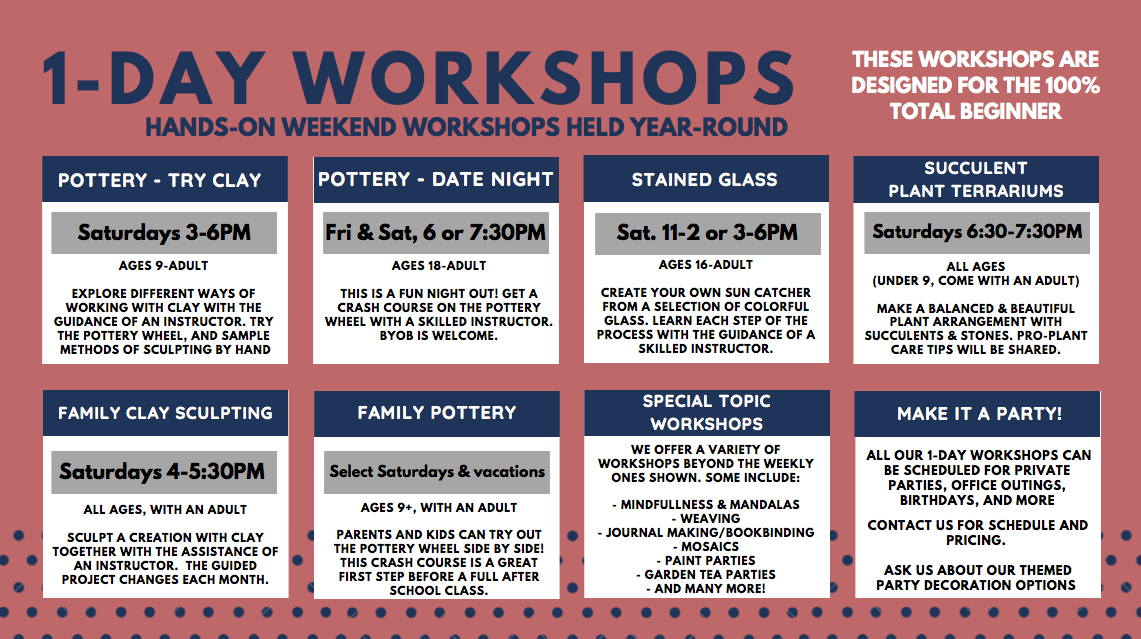 1-DAY WORKSHOPS
HANDS-ON WEEKEND WORKSHOPS HELD YEAR-ROUND
THESE WORKSHOPS ARE
DESIGNED FOR THE 100%
TOTAL BEGINNER
POTTERY - TRY CLAY
Saturdays 3-6PM
AGES 9-ADULT
EXPLORE DIFFERENT WAYS OF
WORKING WITH CLAY WITH THE
GUIDANCE OF AN INSTRUCTOR. TRY
THE POTTERY WHEEL, AND SAMPLE
METHODS OF SCULPTING BY HAND
POTTERY - DATE NIGHT
Fri & Sat, 6 or 7:30PM
AGES 18-ADULT
THIS IS A FUN NIGHT OUT! GET A
CRASH COURSE ON THE POTTERY
WHEEL WITH A SKILLED INSTRUCTOR.
BYOB IS WELCOME.
STAINED GLASS
Sat. 11-2 or 3-6PM
AGES 16-ADULT
CREATE YOUR OWN SUN CATCHER
FROM A SELECTION OF COLORFUL
GLASS. LEARN EACH STEP OF THE
PROCESS WITH THE GUIDANCE OF A
SKILLED INSTRUCTOR.
SUCCULENT
PLANT TERRARIUMS
Saturdays 6:30-7:30PM
ALL AGES
(UNDER 9, COME WITH AN ADULT)
MAKE A BALANCED & BEAUTIFUL
PLANT ARRANGEMENT WITH
SUCCULENTS & STONES. PRO-PLANT
CARE TIPS WILL BE SHARED.
FAMILY CLAY SCULPTING
Saturdays 4-5:30PM
ALL AGES, WITH AN ADULT
SCULPT A CREATION WITH CLAY
TOGETHER WITH THE ASSISTANCE OF
AN INSTRUCTOR. THE GUIDED
PROJECT CHANGES EACH MONTH.
FAMILY POTTERY
Select Saturdays & vacations
AGES 9+, WITH AN ADULT
PARENTS AND KIDS CAN TRY OUT
THE POTTERY WHEEL SIDE BY SIDE!
THIS CRASH COURSE IS A GREAT
FIRST STEP BEFORE A FULL AFTER
SCHOOL CLASS.
SPECIAL TOPIC
WORKSHOPS
WE OFFER A VARIETY OF
WORKSHOPS BEYOND THE WEEKLY
ONES SHOWN. SOME INCLUDE:
- MINDFULLNESS & MANDALAS
- WEAVING
- JOURNAL MAKING/BOOKBINDING
- MOSAICS
- PAINT PARTIES
- GARDEN TEA PARTIES
- AND MANY MORE!
MAKE IT A PARTY!
ALL OUR 1-DAY WORKSHOPS CAN
BE SCHEDULED FOR PRIVATE
PARTIES, OFFICE OUTINGS,
BIRTHDAYS, AND MORE
CONTACT US FOR SCHEDULE AND
PRICING.
ASK US ABOUT OUR THEMED
PARTY DECORATION OPTIONS